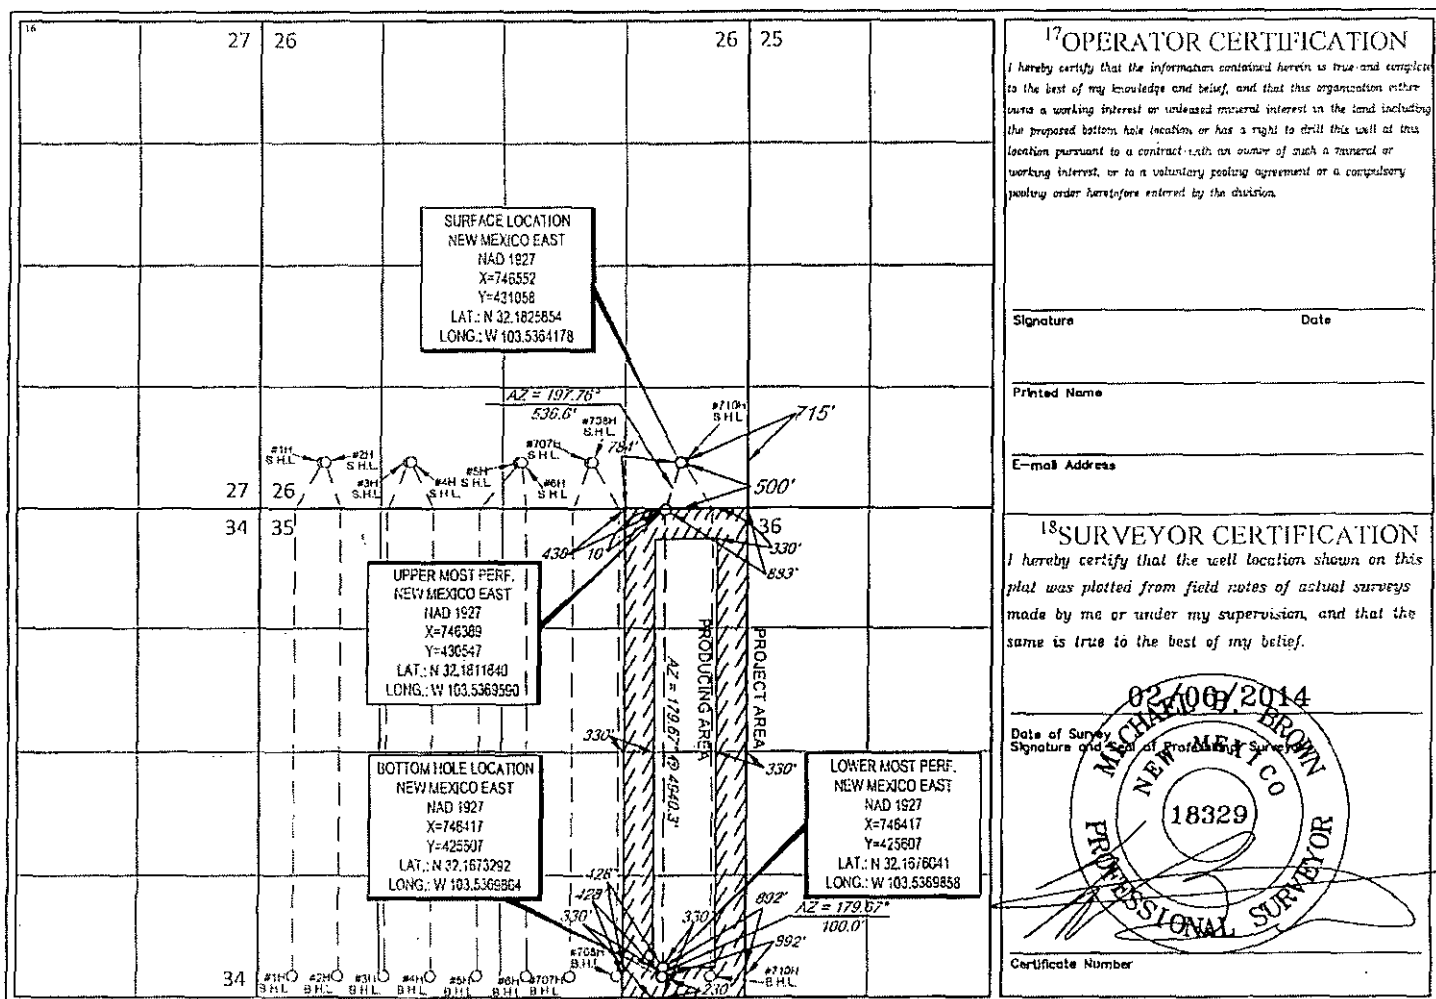 16
27 26
26 25
SURFACE LOCATION
NEW MEXICO EAST
NAD 1927
X=746552
Y=431058
LAT.: N 32.1825854
LONG.: W 103.5364178
AZ = 197.76°
536.6'
#710H
S.H.L.
715'
#708H
S.H.L.
#707H
S.H.L.
784'
#1H
S.H.L.
#2H
S.H.L.
#3H
S.H.L.
#4H
S.H.L.
#5H
S.H.L.
#6H
S.H.L.
500'
27 26
34 35
36
430'
10'
330'
893'
UPPER MOST PERF.
NEW MEXICO EAST
NAD 1927
X=746389
Y=430547
LAT.: N 32.1811840
LONG.: W 103.5369590
AZ = 179.67° @ 4940.3'
PRODUCING AREA
PROJECT AREA
330'
330'
BOTTOM HOLE LOCATION
NEW MEXICO EAST
NAD 1927
X=746417
Y=425507
LAT.: N 32.1673292
LONG.: W 103.5369864
LOWER MOST PERF.
NEW MEXICO EAST
NAD 1927
X=746417
Y=425607
LAT.: N 32.1676041
LONG.: W 103.5369858
428'
428'
330'
330'
892'
AZ = 179.67°
100.0'
992'
34
#1H
B.H.L.
#2H
B.H.L.
#3H
B.H.L.
#4H
B.H.L.
#5H
B.H.L.
#6H
B.H.L.
#707H
B.H.L.
#708H
B.H.L.
230'
#710H
B.H.L.
17 OPERATOR CERTIFICATION
I hereby certify that the information contained herein is true and complete
to the best of my knowledge and belief, and that this organization either
owns a working interest or unleased mineral interest in the land including
the proposed bottom hole location or has a right to drill this well at this
location pursuant to a contract with an owner of such a mineral or
working interest, or to a voluntary pooling agreement or a compulsory
pooling order heretofore entered by the division.
Signature Date
Printed Name
E-mail Address
18 SURVEYOR CERTIFICATION
I hereby certify that the well location shown on this
plat was plotted from field notes of actual surveys
made by me or under my supervision, and that the
same is true to the best of my belief.
02/06/2014
Date of Survey
Signature and Seal of Professional Surveyor
MICHAEL B. BROWN
NEW MEXICO
18329
PROFESSIONAL SURVEYOR
Certificate Number